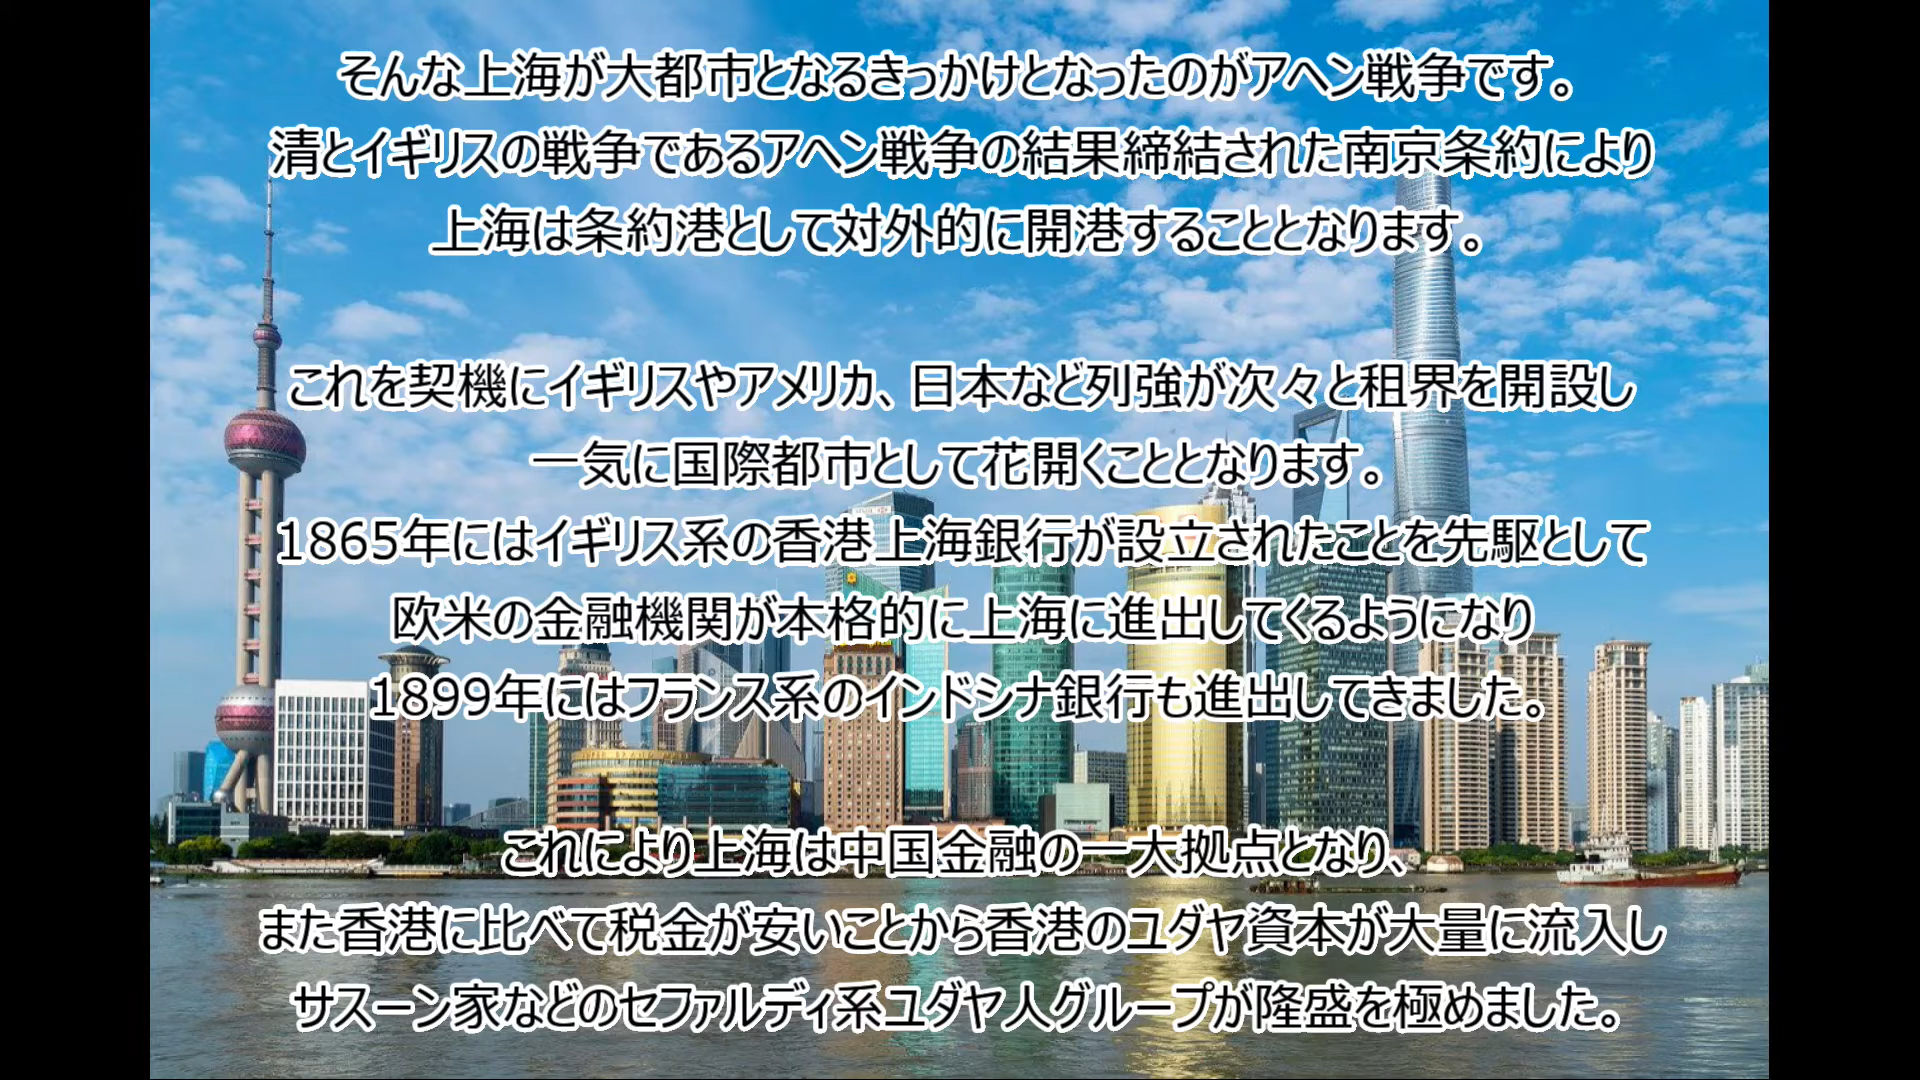 そんな上海が大都市となるきっかけとなったのがアヘン戦争です。
清とイギリスの戦争であるアヘン戦争の結果締結された南京条約により
上海は条約港として対外的に開港することとなります。
これを契機にイギリスやアメリカ、日本など列強が次々と租界を開設し
一気に国際都市として花開くこととなります。
1865年にはイギリス系の香港上海銀行が設立されたことを先駆として
欧米の金融機関が本格的に上海に進出してくるようになり
1899年にはフランス系のインドシナ銀行も進出してきました。
これにより上海は中国金融の一大拠点となり、
また香港に比べて税金が安いことから香港のユダヤ資本が大量に流入し
サスーン家などのセファルディ系ユダヤ人グループが隆盛を極めました。